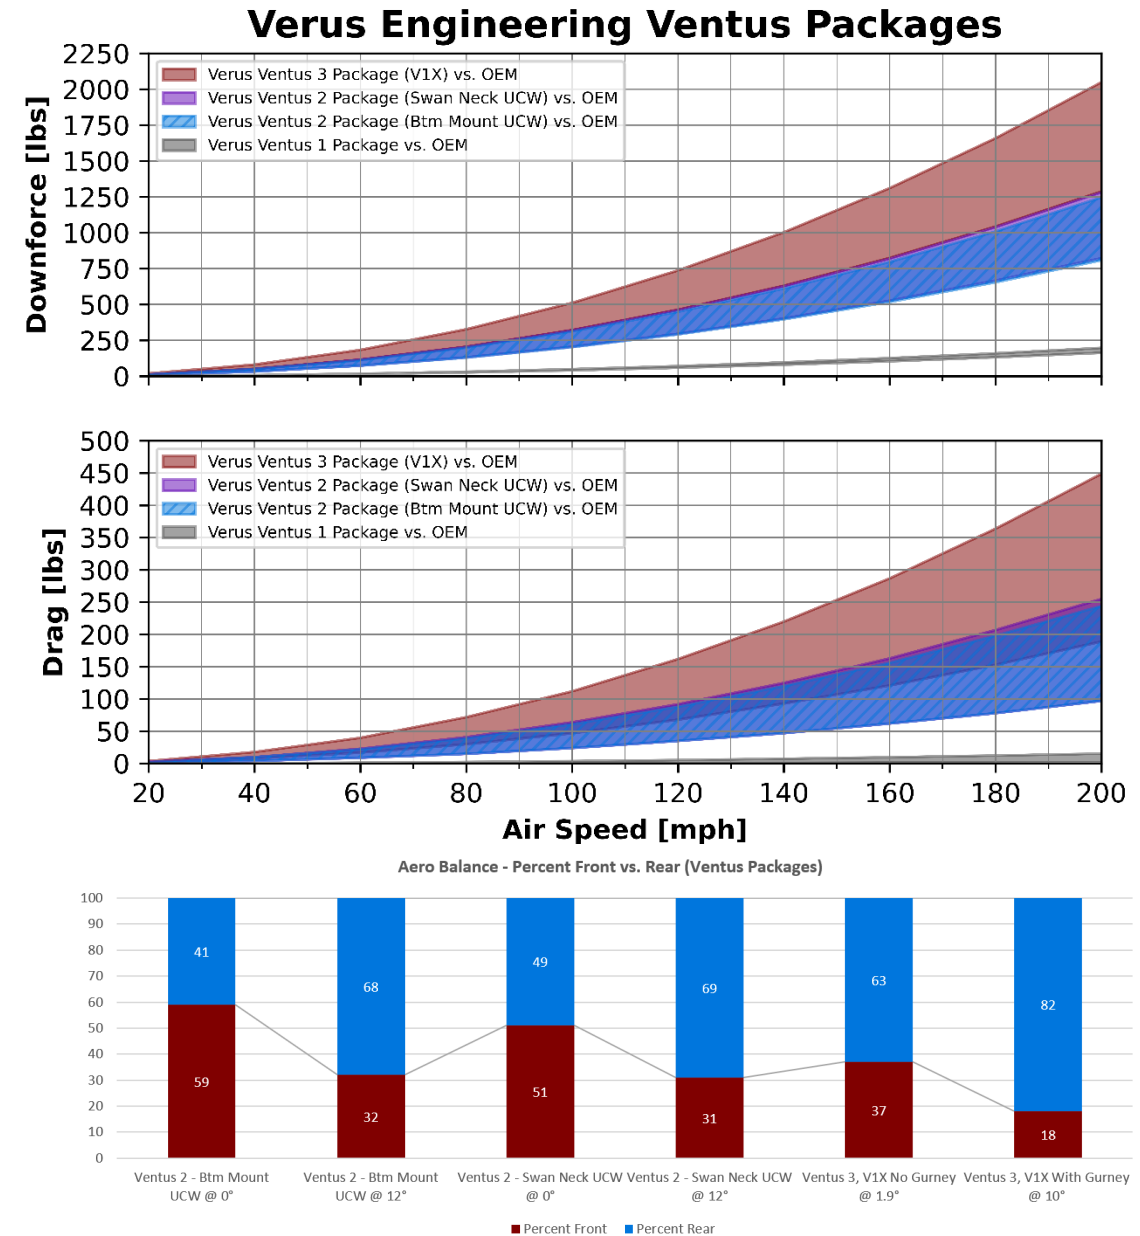 Verus Engineering Ventus Packages
Downforce [lbs]
2250
2000
1750
1500
1250
1000
750
500
250
0
Verus Ventus 3 Package (V1X) vs. OEM
Verus Ventus 2 Package (Swan Neck UCW) vs. OEM
Verus Ventus 2 Package (Btm Mount UCW) vs. OEM
Verus Ventus 1 Package vs. OEM
Drag [lbs]
500
450
400
350
300
250
200
150
100
50
0
Verus Ventus 3 Package (V1X) vs. OEM
Verus Ventus 2 Package (Swan Neck UCW) vs. OEM
Verus Ventus 2 Package (Btm Mount UCW) vs. OEM
Verus Ventus 1 Package vs. OEM
20 40 60 80 100 120 140 160 180 200
Air Speed [mph]
Aero Balance - Percent Front vs. Rear (Ventus Packages)
100
90
80
70
60
50
40
30
20
10
0
41 68 49 69 63 82
59 32 51 31 37 18
Ventus 2 - Btm Mount Ventus 2 - Btm Mount Ventus 2 - Swan Neck UCW Ventus 2 - Swan Neck UCW Ventus 3, V1X No Gurney Ventus 3, V1X With Gurney
UCW @ 0° UCW @ 12° @ 0° @ 12° @ 1.9° @ 10°
Percent Front Percent Rear